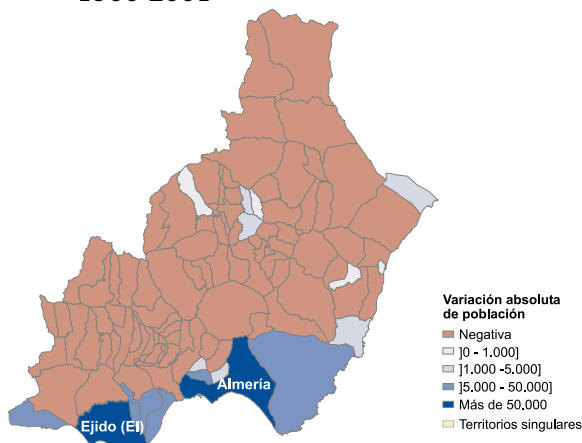 Almería
Ejido (El)
Variación absoluta
de población
Negativa
]0 - 1.000]
]1.000 -5.000]
]5.000 - 50.000]
Más de 50.000
Territorios singulares